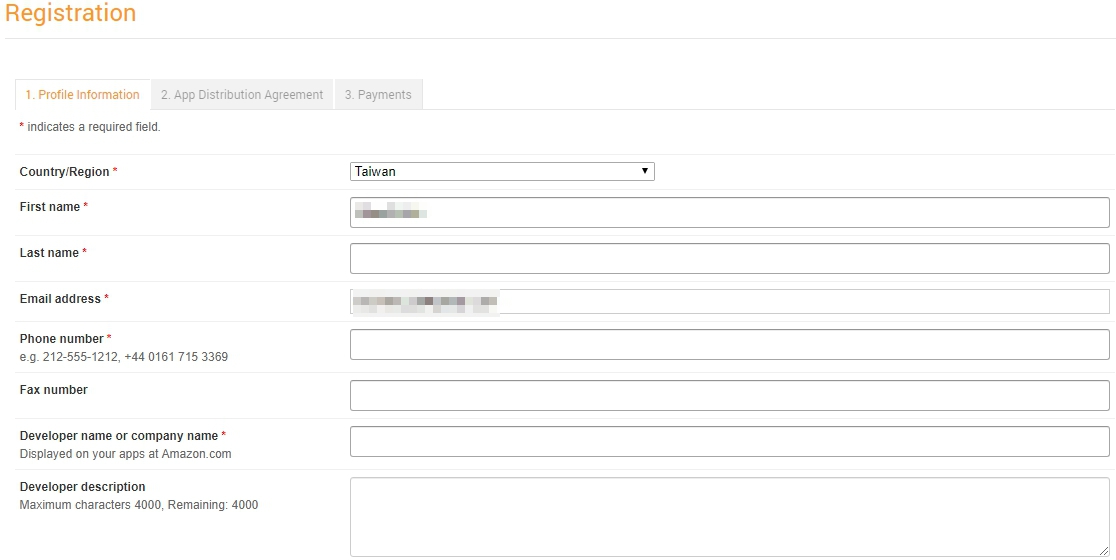 Registration
1. Profile Information 2. App Distribution Agreement 3. Payments
* indicates a required field.
Country/Region * Taiwan
First name *
Last name *
Email address *
Phone number *
e.g. 212-555-1212, +44 0161 715 3369
Fax number
Developer name or company name *
Displayed on your apps at Amazon.com
Developer description
Maximum characters 4000, Remaining: 4000